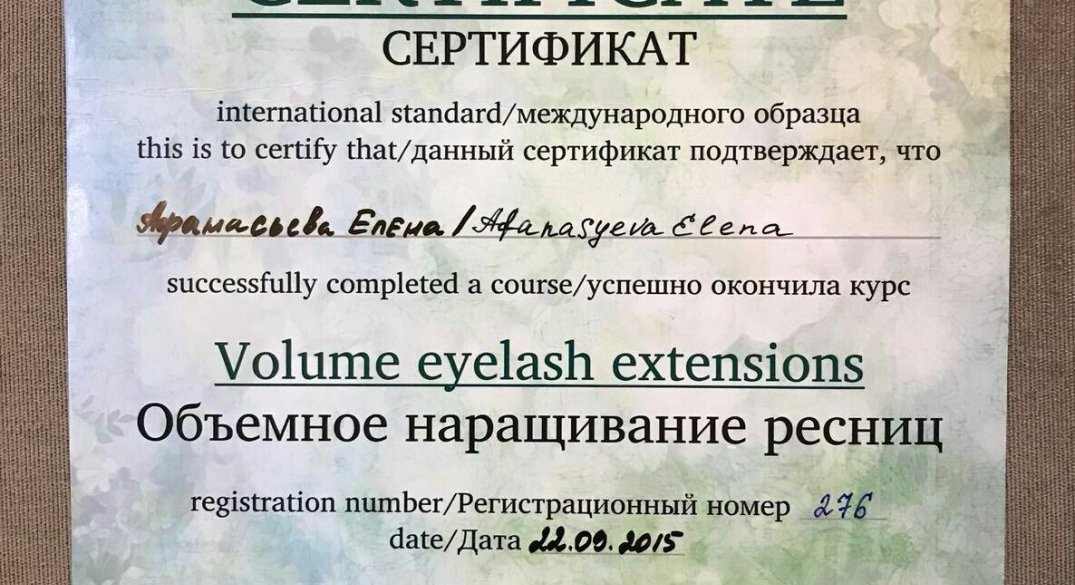 CERTIFICATE
СЕРТИФИКАТ
international standard/международного образца
this is to certify that/данный сертификат подтверждает, что
Афанасьева Елена/Afanasyeva Elena
successfully completed a course/успешно окончила курс
Volume eyelash extensions
Объемное наращивание ресниц
registration number/Регистрационный номер 276
date/Дата 22.09.2015